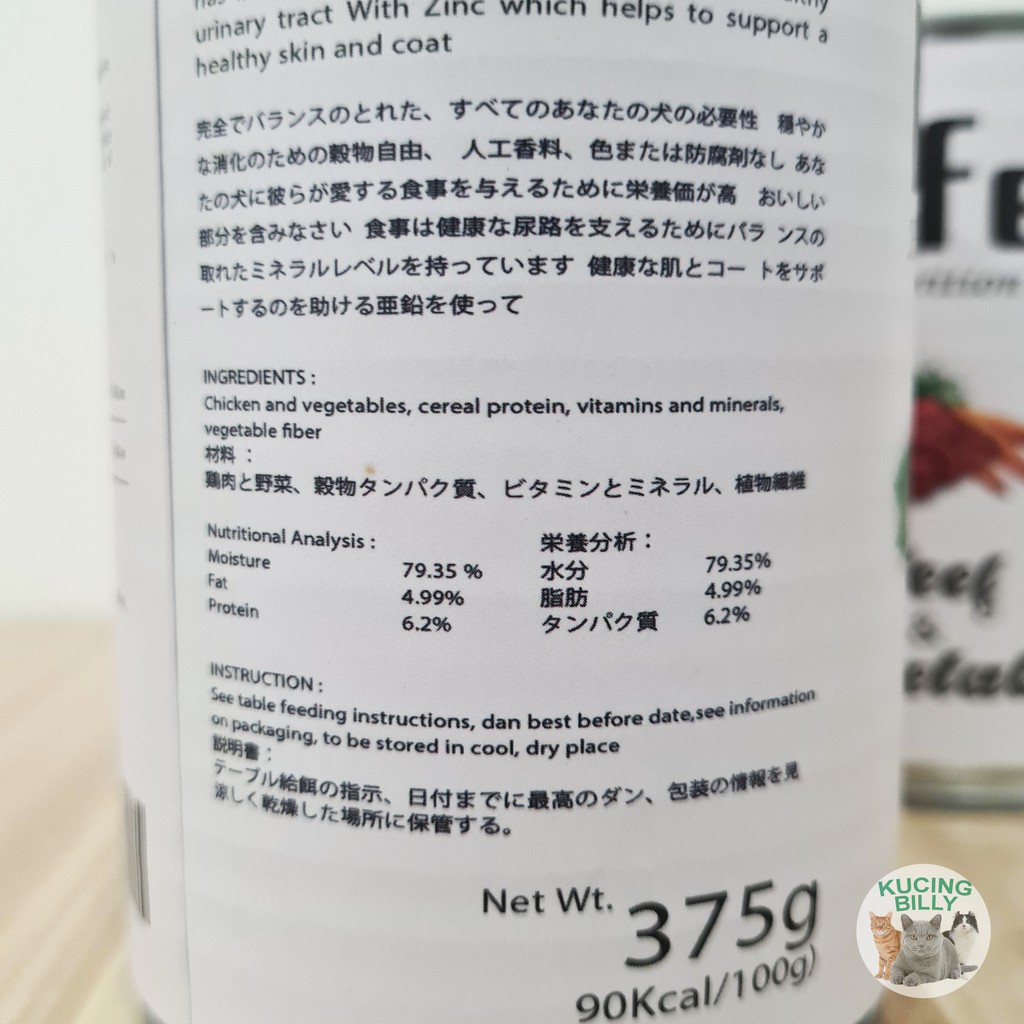 urinary tract With Zinc which helps to support a
healthy skin and coat
完全でバランスのとれた、すべてのあなたの犬の必要性 穏やか
な消化のための穀物自由、 人工香料、色または防腐剤なし あな
たの犬に彼らが愛する食事を与えるために栄養価が高 おいしい
部分を含みなさい 食事は健康な尿路を支えるためにバラ ンスの
取れたミネラルレベルを持っています 健康な肌とコー トをサポ
ートするのを助ける亜鉛を使って
INGREDIENTS :
Chicken and vegetables, cereal protein, vitamins and minerals,
vegetable fiber
材料 :
鶏肉と野菜、穀物タンパク質、ビタミンとミネラル、植物繊維
Nutritional Analysis : 栄養分析：
Moisture 79.35 % 水分 79.35%
Fat 4.99% 脂肪 4.99%
Protein 6.2% タンパク質 6.2%
INSTRUCTION :
See table feeding instructions, dan best before date,see information
on packaging, to be stored in cool, dry place
説明書 :
テーブル給餌の指示、日付までに最高のダン、包装の情報を見
涼しく乾燥した場所に保管する。
Net Wt. 375g
90Kcal/100g)
KUCING
BILLY